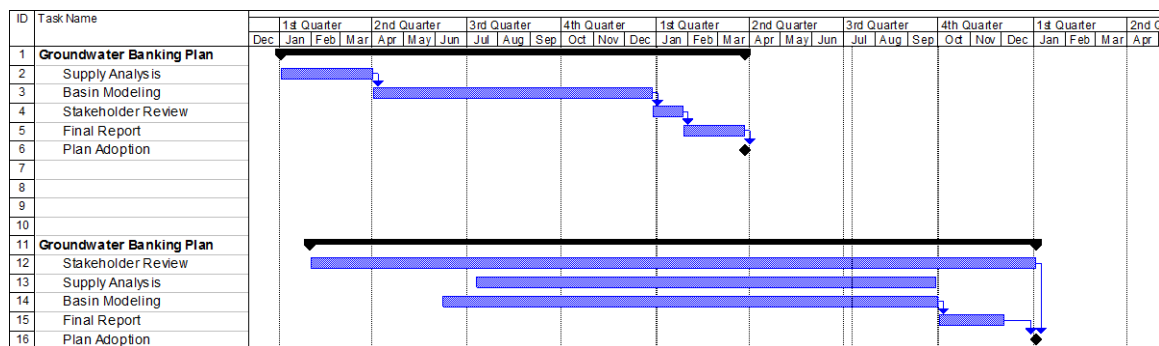 ID Task Name 1st Quarter 2nd Quarter 3rd Quarter 4th Quarter 1st Quarter 2nd Quarter 3rd Quarter 4th Quarter 1st Quarter 2nd Q
Dec Jan Feb Mar Apr May Jun Jul Aug Sep Oct Nov Dec Jan Feb Mar Apr May Jun Jul Aug Sep Oct Nov Dec Jan Feb Mar Apr
1 Groundwater Banking Plan
2 Supply Analysis
3 Basin Modeling
4 Stakeholder Review
5 Final Report
6 Plan Adoption
7
8
9
10
11 Groundwater Banking Plan
12 Stakeholder Review
13 Supply Analysis
14 Basin Modeling
15 Final Report
16 Plan Adoption